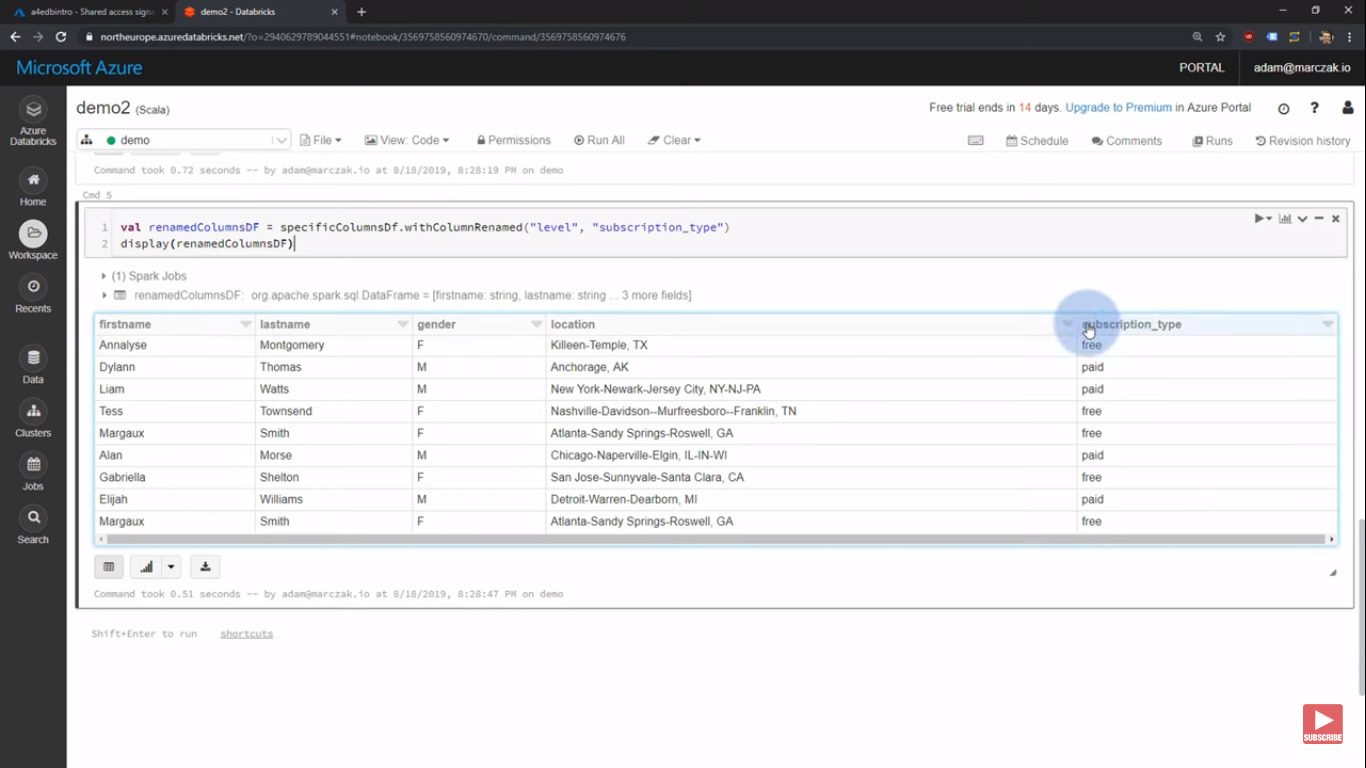 a4edbintro - Shared access sign
demo2 - Databricks
northeurope.azuredatabricks.net/?o=2940629789044551#notebook/3569758560974670/command/3569758560974676
Microsoft Azure
PORTAL
adam@marczak.io
Azure
Databricks
Home
Workspace
Recents
Data
Clusters
Jobs
Search
demo2 (Scala)
Free trial ends in 14 days. Upgrade to Premium in Azure Portal
demo
File
View: Code
Permissions
Run All
Clear
Schedule
Comments
Runs
Revision history
Command took 0.72 seconds -- by adam@marczak.io at 8/18/2019, 8:28:19 PM on demo
Cmd 5
1 val renamedColumnsDF = specificColumnsDf.withColumnRenamed("level", "subscription_type")
2 display(renamedColumnsDF)
(1) Spark Jobs
renamedColumnsDF: org.apache.spark.sql.DataFrame = [firstname: string, lastname: string ... 3 more fields]
firstname lastname gender location subscription_type
Annalyse Montgomery F Killeen-Temple, TX free
Dylann Thomas M Anchorage, AK paid
Liam Watts M New York-Newark-Jersey City, NY-NJ-PA paid
Tess Townsend F Nashville-Davidson--Murfreesboro--Franklin, TN free
Margaux Smith F Atlanta-Sandy Springs-Roswell, GA free
Alan Morse M Chicago-Naperville-Elgin, IL-IN-WI paid
Gabriella Shelton F San Jose-Sunnyvale-Santa Clara, CA free
Elijah Williams M Detroit-Warren-Dearborn, MI paid
Margaux Smith F Atlanta-Sandy Springs-Roswell, GA free
Command took 0.51 seconds -- by adam@marczak.io at 8/18/2019, 8:28:47 PM on demo
Shift+Enter to run shortcuts
SUBSCRIBE